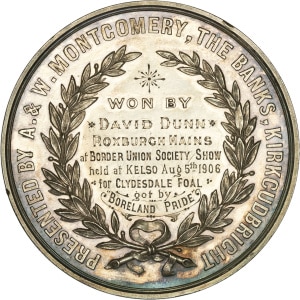 PRESENTED BY A. & W. MONTGOMERY, THE BANKS, KIRKCUDBRIGHT
WON BY
DAVID DUNN
ROXBURGH MAINS
at BORDER UNION SOCIETY SHOW
held at KELSO Aug 5th 1906
for CLYDESDALE FOAL
got by
"BORELAND PRIDE"